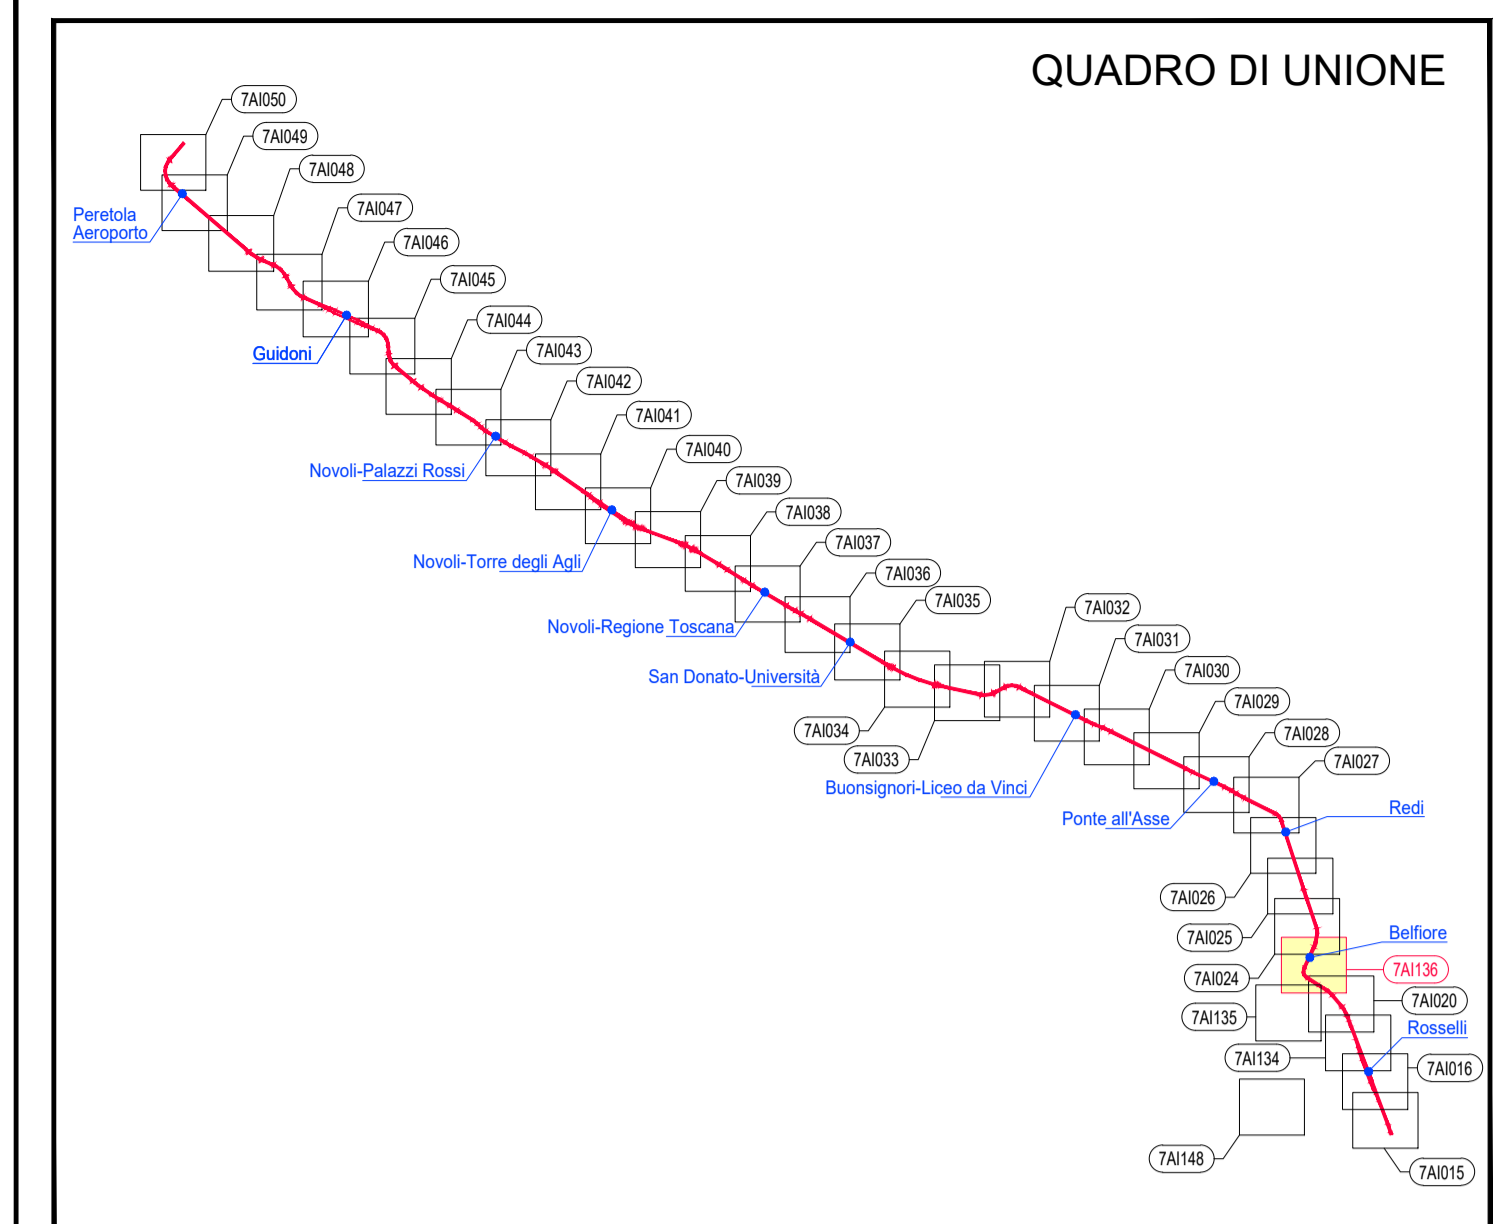 QUADRO DI UNIONE
7AI050
7AI049
7AI048
7AI047
Peretola
Aeroporto
7AI046
7AI045
7AI044
Guidoni
7AI043
7AI042
7AI041
7AI040
Novoli-Palazzi Rossi
7AI039
7AI038
7AI037
Novoli-Torre degli Agli
7AI036
7AI035
7AI032
Novoli-Regione Toscana
7AI031
7AI030
San Donato-Università
7AI029
7AI034
7AI028
7AI033
7AI027
Buonsignori-Liceo da Vinci
Redi
Ponte all'Asse
7AI026
Belfiore
7AI025
7AI136
7AI024
7AI020
7AI135
Rosselli
7AI134
7AI016
7AI148
7AI015